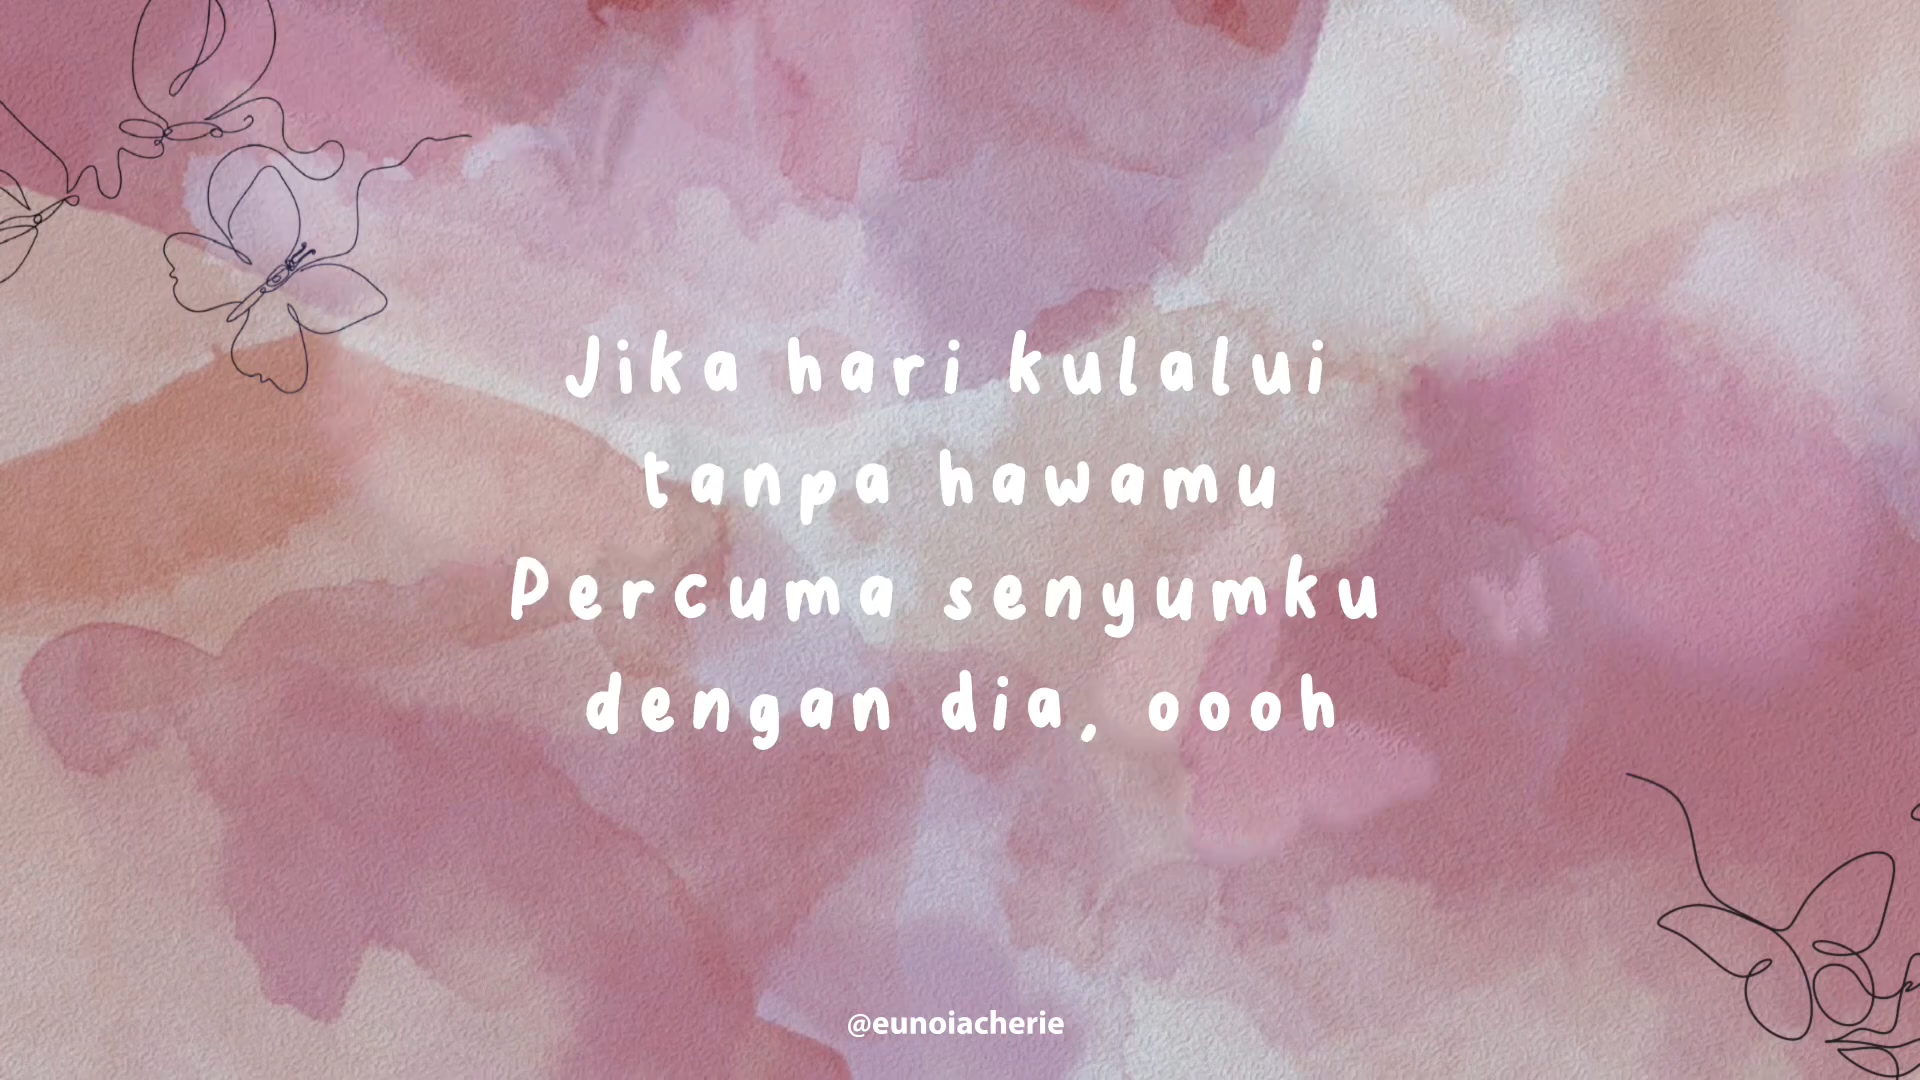 Jika hari kulalui
tanpa hawamu
Percuma senyumku
dengan dia, oooh
@eunoiacherie